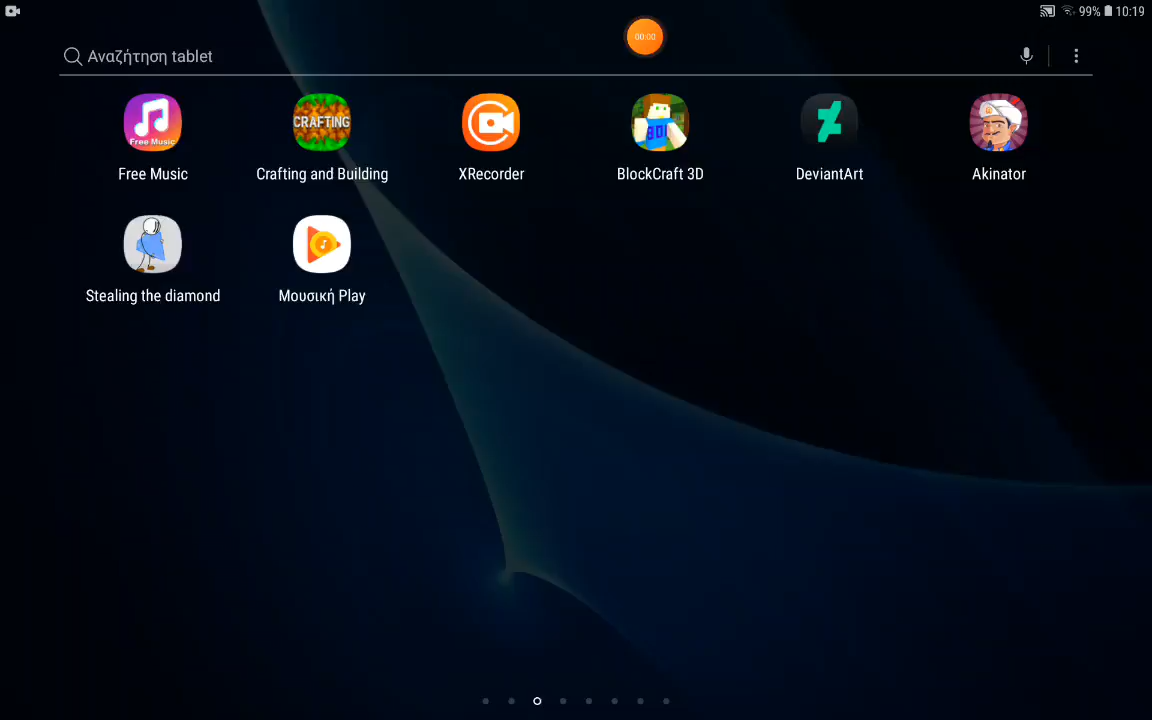 99% 10:19
00:00
Αναζήτηση tablet
Free Music
CRAFTING
BOI
Free Music Crafting and Building XRecorder BlockCraft 3D DeviantArt Akinator
Stealing the diamond Μουσική Play